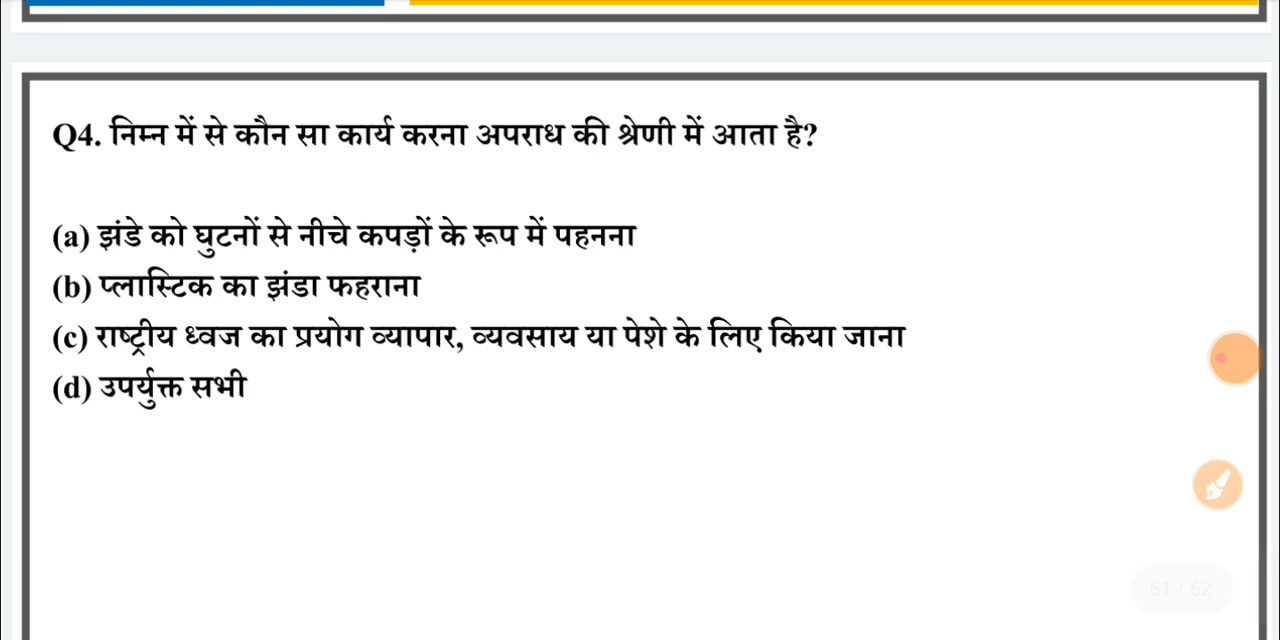 Q4. निम्न में से कौन सा कार्य करना अपराध की श्रेणी में आता है?
(a) झंडे को घुटनों से नीचे कपड़ों के रूप में पहनना
(b) प्लास्टिक का झंडा फहराना
(c) राष्ट्रीय ध्वज का प्रयोग व्यापार, व्यवसाय या पेशे के लिए किया जाना
(d) उपर्युक्त सभी
61 / 62